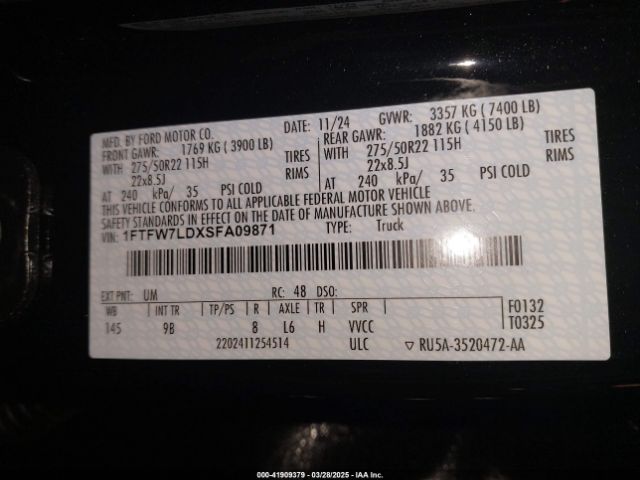 MFD. BY FORD MOTOR CO. DATE: 11/24 GVWR: 3357 KG ( 7400 LB)
FRONT GAWR: 1769 KG ( 3900 LB) REAR GAWR: 1882 KG ( 4150 LB)
WITH 275/50R22 115H TIRES WITH 275/50R22 115H TIRES
22x8.5J RIMS 22x8.5J RIMS
AT 240 kPa/ 35 PSI COLD AT 240 kPa/ 35 PSI COLD
THIS VEHICLE CONFORMS TO ALL APPLICABLE FEDERAL MOTOR VEHICLE
SAFETY STANDARDS IN EFFECT ON THE DATE OF MANUFACTURE SHOWN ABOVE.
VIN: 1FTFW7LDXSFA09871 TYPE: Truck
EXT PNT: UM RC: 48 DSO:
WB INT TR TP/PS R AXLE TR SPR F0132
145 9B 8 L6 H VVCC T0325
2202411254514 ULC ▽ RU5A-3520472-AA
000-41909379 | 03/28/2025 - IAA Inc.